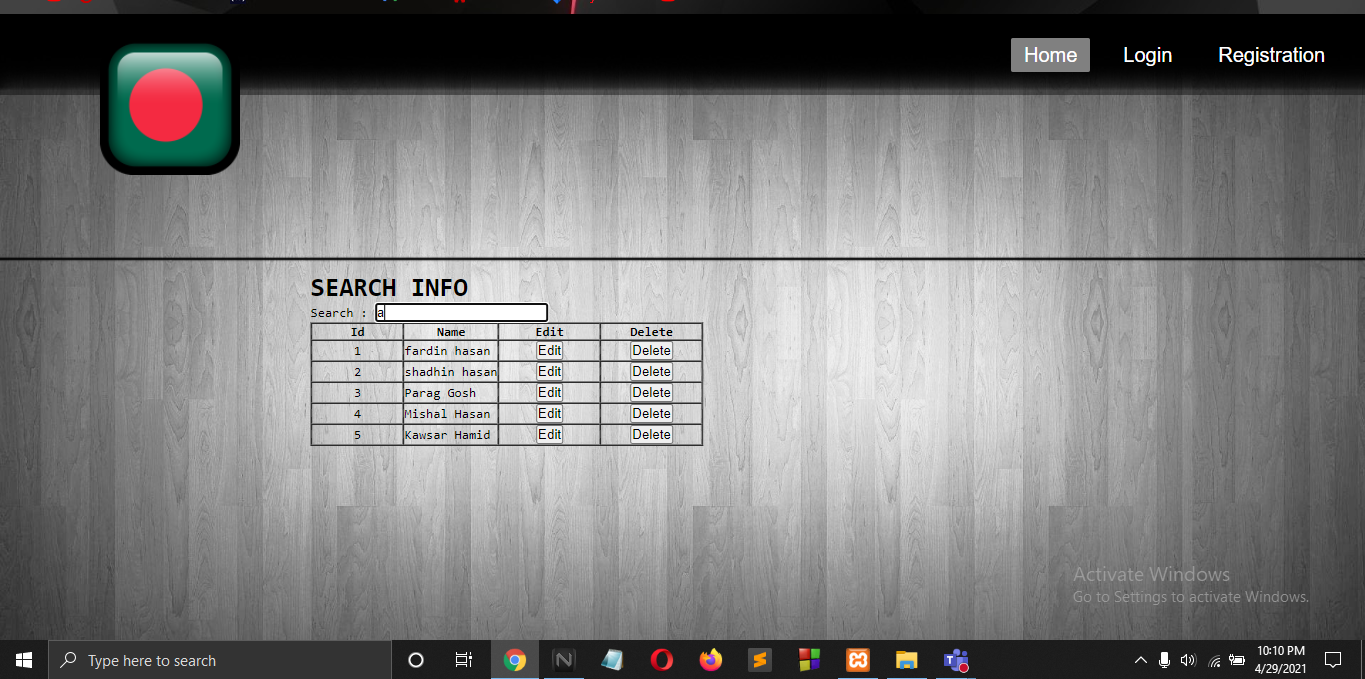 Home Login Registration
SEARCH INFO
Search : a
Id Name Edit Delete
1 fardin hasan Edit Delete
2 shadhin hasan Edit Delete
3 Parag Gosh Edit Delete
4 Mishal Hasan Edit Delete
5 Kawsar Hamid Edit Delete
Activate Windows
Go to Settings to activate Windows.
Type here to search
10:10 PM
4/29/2021